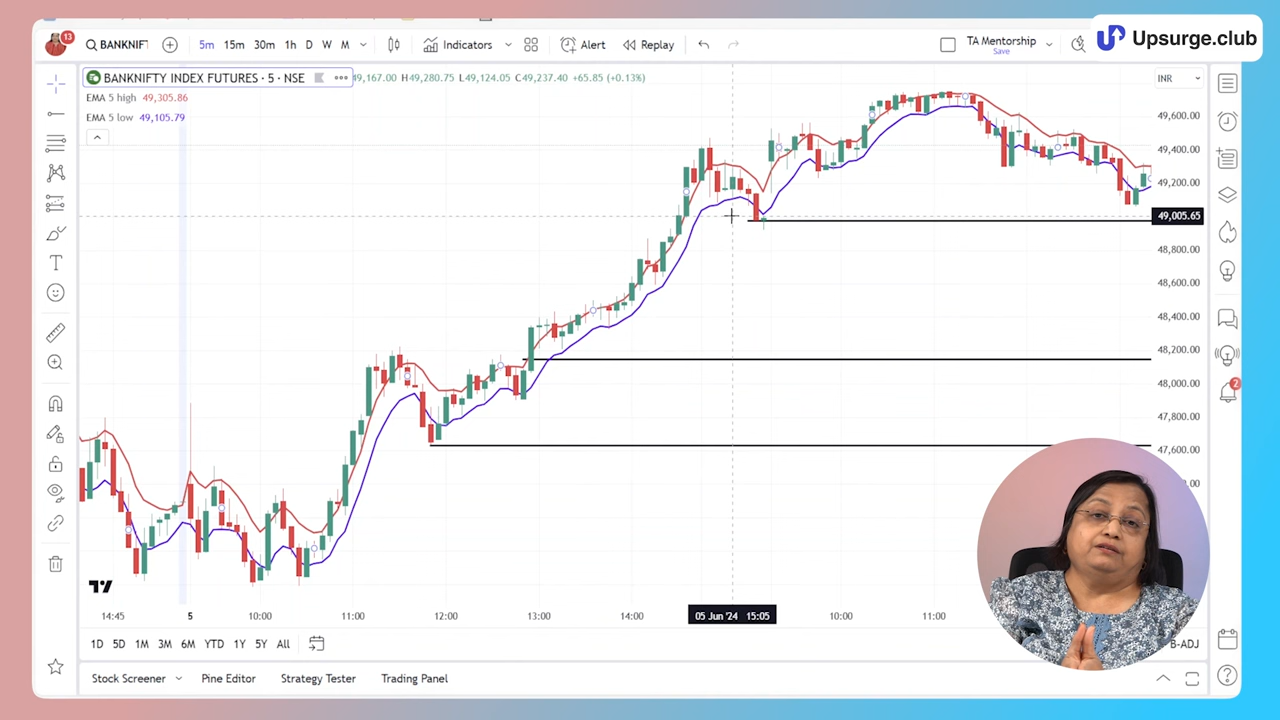 Upsurge.club
13
BANKNIFT
5m 15m 30m 1h D W M
Indicators
Alert
Replay
TA Mentorship
Save
BANKNIFTY INDEX FUTURES · 5 · NSE
49,167.00 H49,280.75 L49,124.05 C49,237.40 +65.85 (+0.13%)
INR
EMA 5 high 49,305.86
EMA 5 low 49,105.79
49,600.00
49,400.00
49,200.00
49,005.65
48,800.00
48,600.00
48,400.00
48,200.00
48,000.00
47,800.00
47,600.00
2
14:45 5 10:00 11:00 12:00 13:00 14:00 05 Jun '24 15:05 10:00 11:00
1D 5D 1M 3M 6M YTD 1Y 5Y All
B-ADJ
Stock Screener Pine Editor Strategy Tester Trading Panel